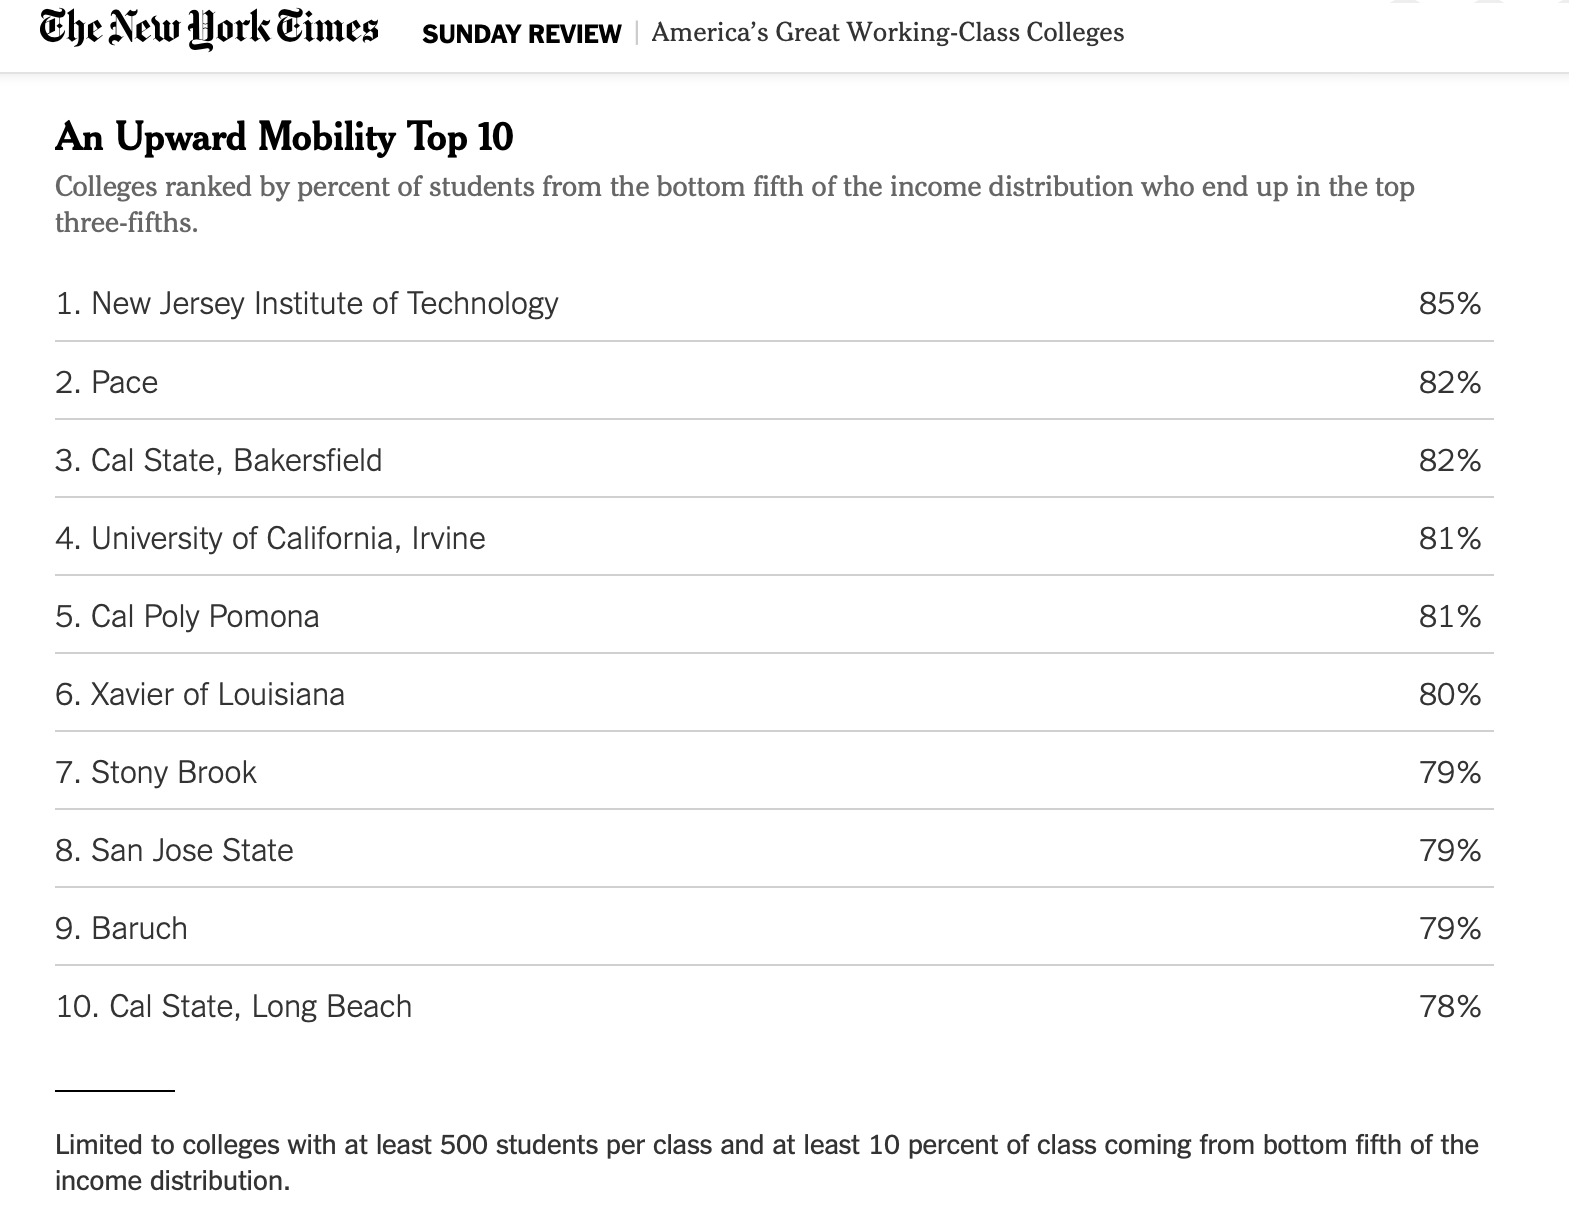 The New York Times SUNDAY REVIEW | America’s Great Working-Class Colleges
An Upward Mobility Top 10
Colleges ranked by percent of students from the bottom fifth of the income distribution who end up in the top
three-fifths.
1. New Jersey Institute of Technology 85%
2. Pace 82%
3. Cal State, Bakersfield 82%
4. University of California, Irvine 81%
5. Cal Poly Pomona 81%
6. Xavier of Louisiana 80%
7. Stony Brook 79%
8. San Jose State 79%
9. Baruch 79%
10. Cal State, Long Beach 78%
Limited to colleges with at least 500 students per class and at least 10 percent of class coming from bottom fifth of the
income distribution.